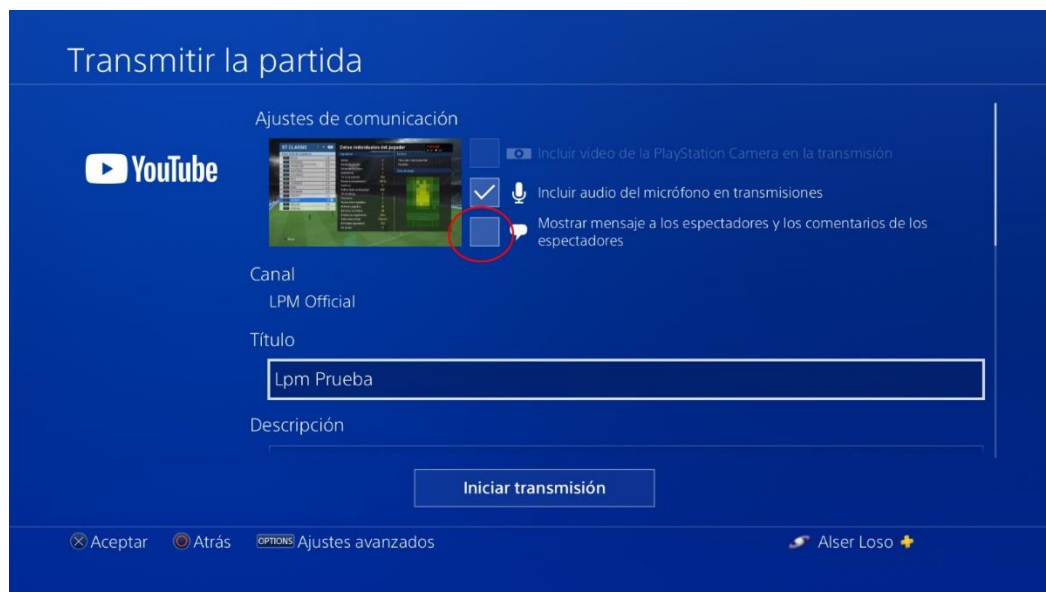 Transmitir la partida
Ajustes de comunicación
YouTube
Incluir vídeo de la PlayStation Camera en la transmisión
Incluir audio del micrófono en transmisiones
Mostrar mensaje a los espectadores y los comentarios de los
espectadores
Canal
LPM Official
Título
Lpm Prueba
Descripción
Iniciar transmisión
Aceptar Atrás OPTIONS Ajustes avanzados Alser Loso